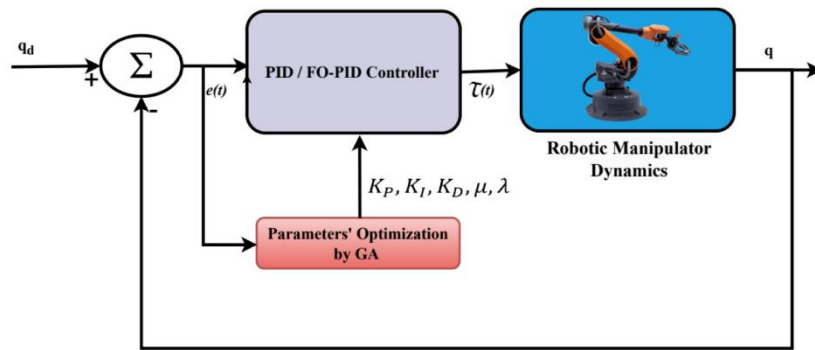 q_d
+
Σ
-
e(t)
PID / FO-PID Controller
τ(t)
q
Robotic Manipulator
Dynamics
K_P, K_I, K_D, μ, λ
Parameters' Optimization
by GA